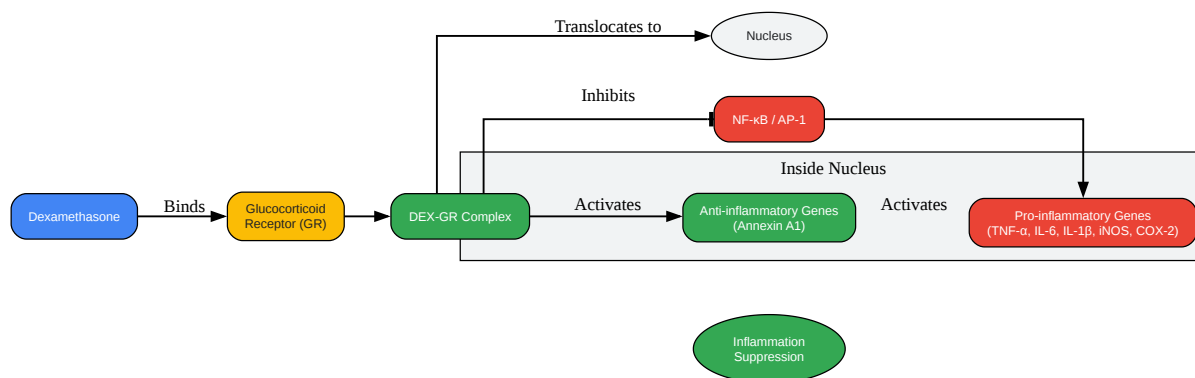 Translocates to
Nucleus
Inhibits
NF-κB / AP-1
Inside Nucleus
Dexamethasone
Binds
Glucocorticoid
Receptor (GR)
DEX-GR Complex
Activates
Anti-inflammatory Genes
(Annexin A1)
Activates
Pro-inflammatory Genes
(TNF-α, IL-6, IL-1β, iNOS, COX-2)
Inflammation
Suppression